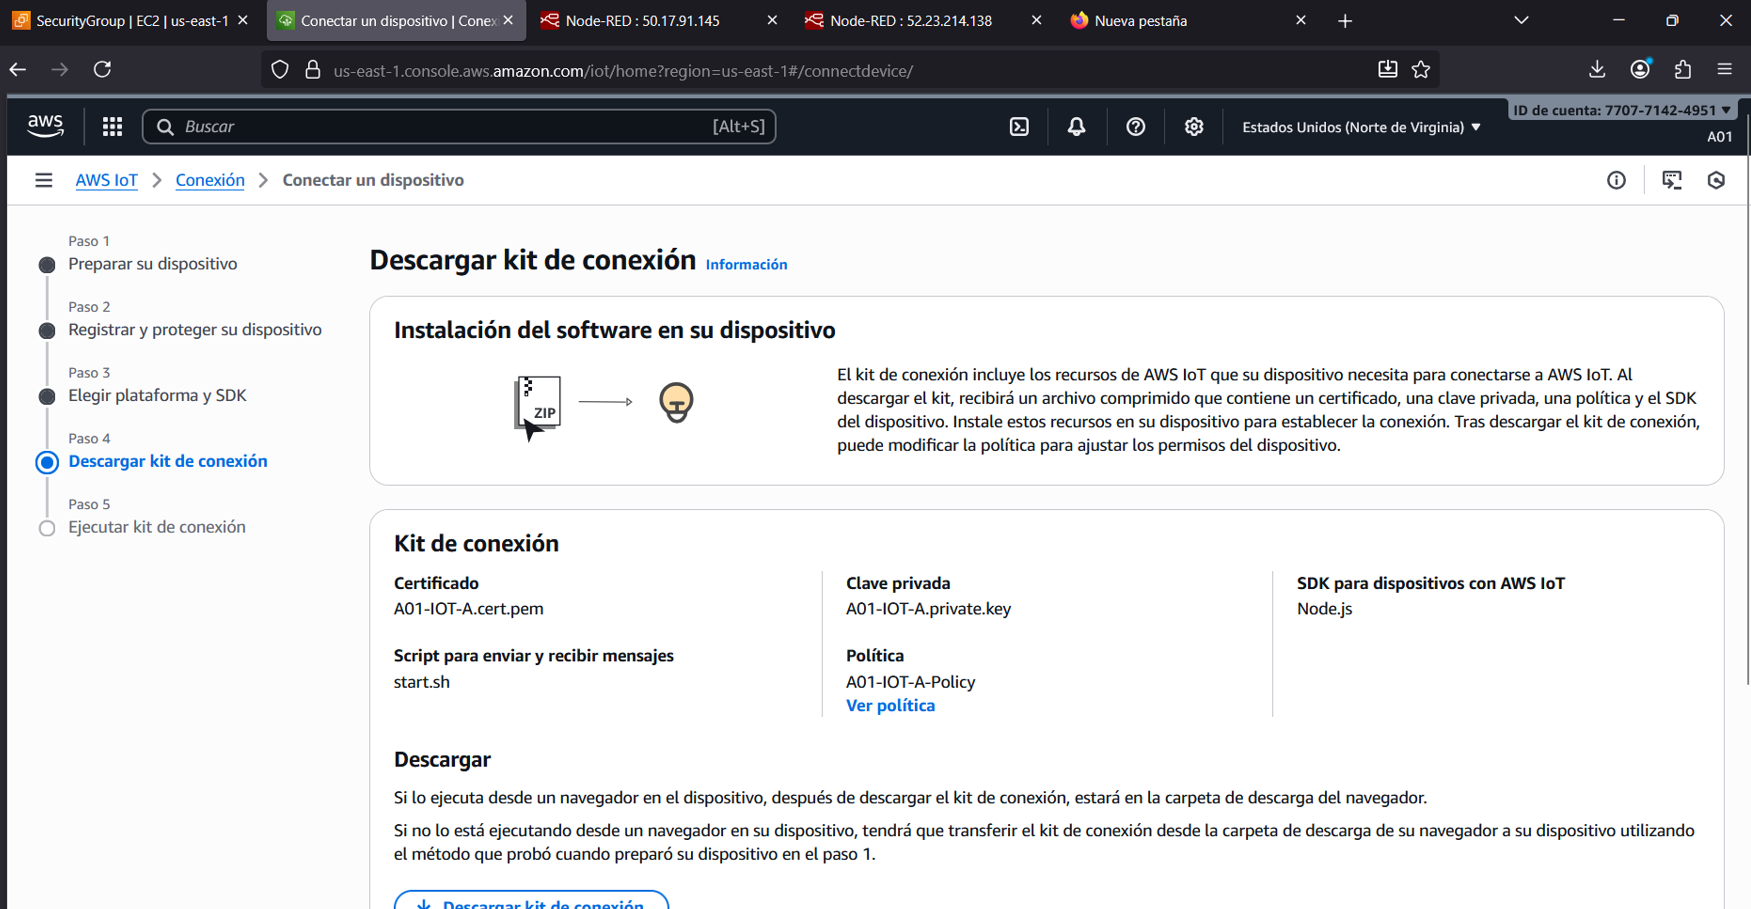 SecurityGroup | EC2 | us-east-1
Conectar un dispositivo | Conex
Node-RED : 50.17.91.145
Node-RED : 52.23.214.138
Nueva pestaña
us-east-1.console.aws.amazon.com/iot/home?region=us-east-1#/connectdevice/
aws
Buscar
[Alt+S]
Estados Unidos (Norte de Virginia)
ID de cuenta: 7707-7142-4951
A01
AWS IoT
Conexión
Conectar un dispositivo
Paso 1
Preparar su dispositivo
Paso 2
Registrar y proteger su dispositivo
Paso 3
Elegir plataforma y SDK
Paso 4
Descargar kit de conexión
Paso 5
Ejecutar kit de conexión
Descargar kit de conexión Información
Instalación del software en su dispositivo
ZIP
El kit de conexión incluye los recursos de AWS IoT que su dispositivo necesita para conectarse a AWS IoT. Al
descargar el kit, recibirá un archivo comprimido que contiene un certificado, una clave privada, una política y el SDK
del dispositivo. Instale estos recursos en su dispositivo para establecer la conexión. Tras descargar el kit de conexión,
puede modificar la política para ajustar los permisos del dispositivo.
Kit de conexión
Certificado
A01-IOT-A.cert.pem
Script para enviar y recibir mensajes
start.sh
Clave privada
A01-IOT-A.private.key
Política
A01-IOT-A-Policy
Ver política
SDK para dispositivos con AWS IoT
Node.js
Descargar
Si lo ejecuta desde un navegador en el dispositivo, después de descargar el kit de conexión, estará en la carpeta de descarga del navegador.
Si no lo está ejecutando desde un navegador en su dispositivo, tendrá que transferir el kit de conexión desde la carpeta de descarga de su navegador a su dispositivo utilizando
el método que probó cuando preparó su dispositivo en el paso 1.
Descargar kit de conexión